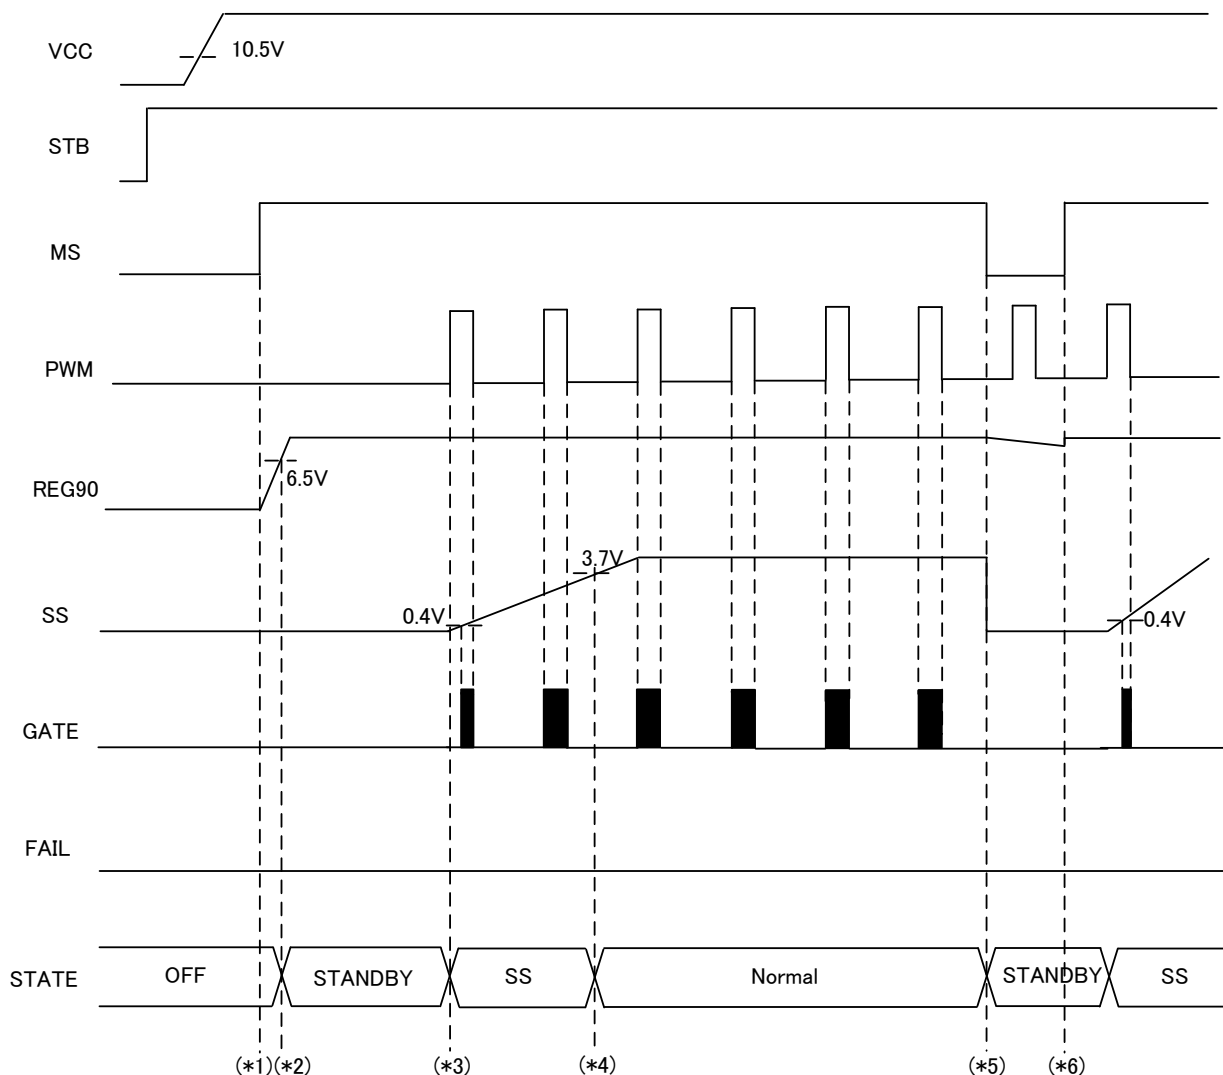 VCC
10.5V
STB
MS
PWM
REG90
6.5V
3.7V
SS
0.4V
0.4V
GATE
FAIL
STATE
OFF
STANDBY
SS
Normal
STANDBY
SS
(*1)
(*2)
(*3)
(*4)
(*5)
(*6)